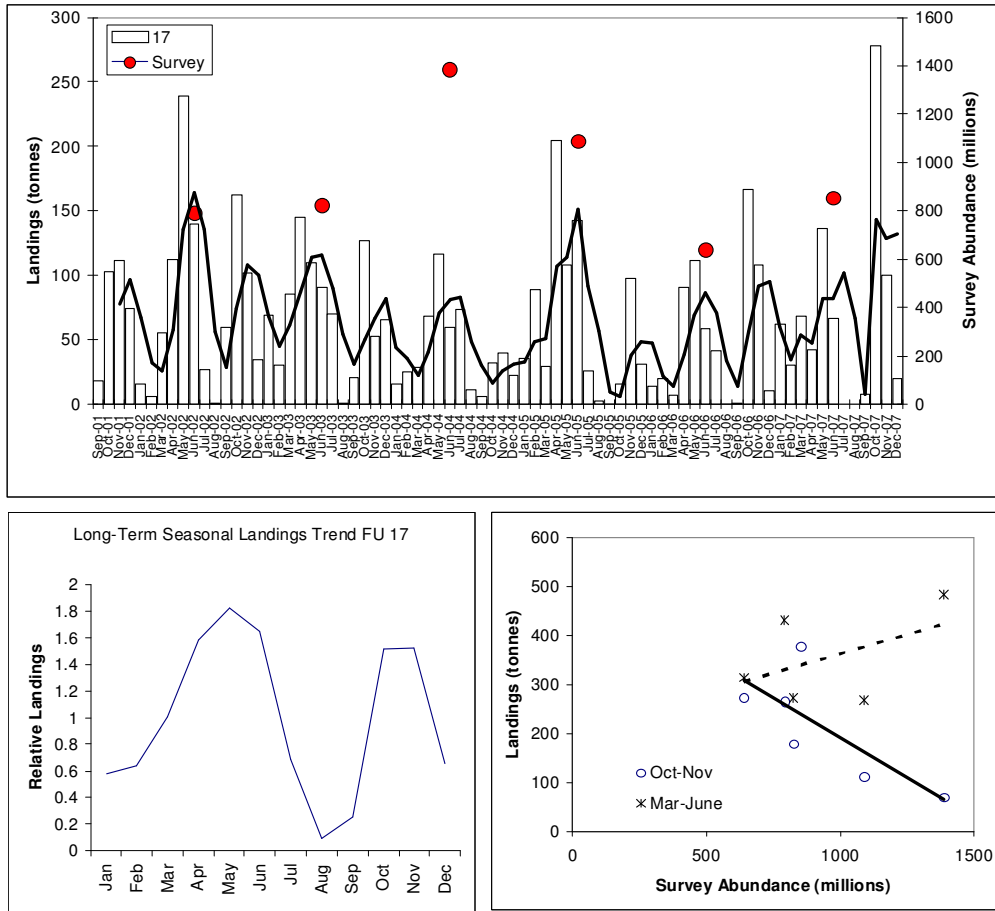 300
250
200
150
100
50
0
Landings (tonnes)
17
Survey
1600
1400
1200
1000
800
600
400
200
0
Survey Abundance (millions)
Sep-01
Oct-01
Nov-01
Dec-01
Jan-02
Feb-02
Mar-02
Apr-02
May-02
Jun-02
Jul-02
Aug-02
Sep-02
Oct-02
Nov-02
Dec-02
Jan-03
Feb-03
Mar-03
Apr-03
May-03
Jun-03
Jul-03
Aug-03
Sep-03
Oct-03
Nov-03
Dec-03
Jan-04
Feb-04
Mar-04
Apr-04
May-04
Jun-04
Jul-04
Aug-04
Sep-04
Oct-04
Nov-04
Dec-04
Jan-05
Feb-05
Mar-05
Apr-05
May-05
Jun-05
Jul-05
Aug-05
Sep-05
Oct-05
Nov-05
Dec-05
Jan-06
Feb-06
Mar-06
Apr-06
May-06
Jun-06
Jul-06
Aug-06
Sep-06
Oct-06
Nov-06
Dec-06
Jan-07
Feb-07
Mar-07
Apr-07
May-07
Jun-07
Jul-07
Aug-07
Sep-07
Oct-07
Nov-07
Dec-07
Long-Term Seasonal Landings Trend FU 17
2
1.8
1.6
1.4
1.2
1
0.8
0.6
0.4
0.2
0
Relative Landings
Jan
Feb
Mar
Apr
May
Jun
Jul
Aug
Sep
Oct
Nov
Dec
600
500
400
300
200
100
0
Landings (tonnes)
Oct-Nov
Mar-June
0
500
1000
1500
Survey Abundance (millions)